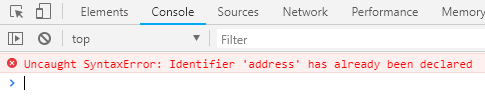 Elements Console Sources Network Performance Memory
top Filter
Uncaught SyntaxError: Identifier 'address' has already been declared
>